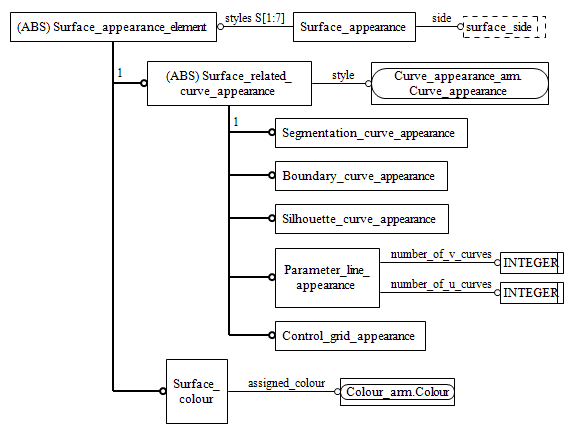 (ABS) Surface_appearance_element
styles S[1:7]
Surface_appearance
side
surface_side
1
(ABS) Surface_related_
curve_appearance
style
Curve_appearance_arm.
Curve_appearance
1
Segmentation_curve_appearance
Boundary_curve_appearance
Silhouette_curve_appearance
Parameter_line_
appearance
number_of_v_curves
INTEGER
number_of_u_curves
INTEGER
Control_grid_appearance
Surface_
colour
assigned_colour
Colour_arm.Colour